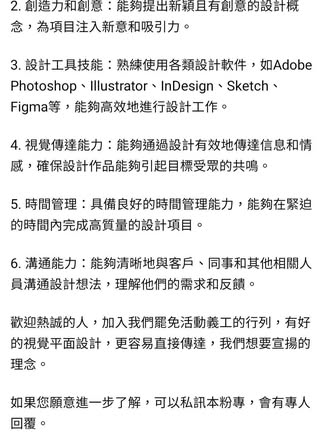 2. 創造力和創意：能夠提出新穎且有創意的設計概
念，為項目注入新意和吸引力。
3. 設計工具技能：熟練使用各類設計軟件，如Adobe
Photoshop、Illustrator、InDesign、Sketch、
Figma等，能夠高效地進行設計工作。
4. 視覺傳達能力：能夠通過設計有效地傳達信息和情
感，確保設計作品能夠引起目標受眾的共鳴。
5. 時間管理：具備良好的時間管理能力，能夠在緊迫
的時間內完成高質量的設計項目。
6. 溝通能力：能夠清晰地與客戶、同事和其他相關人
員溝通設計想法，理解他們的需求和反饋。
歡迎熱誠的人，加入我們罷免活動義工的行列，有好
的視覺平面設計，更容易直接傳達，我們想要宣揚的
理念。
如果您願意進一步了解，可以私訊本粉專，會有專人
回覆。